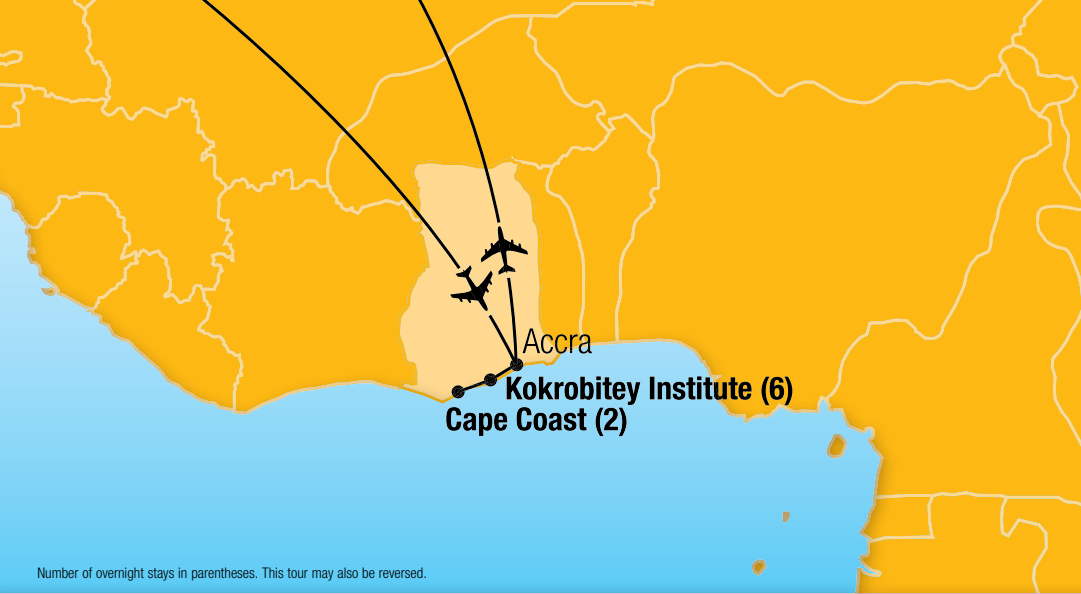 Accra
Kokrobitey Institute (6)
Cape Coast (2)
Number of overnight stays in parentheses. This tour may also be reversed.